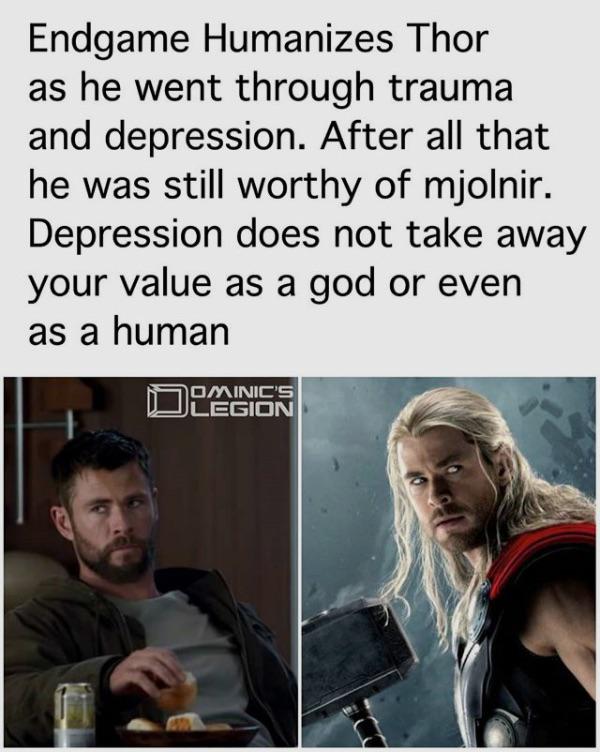 Endgame Humanizes Thor
as he went through trauma
and depression. After all that
he was still worthy of mjolnir.
Depression does not take away
your value as a god or even
as a human
DOMINIC'S
LEGION